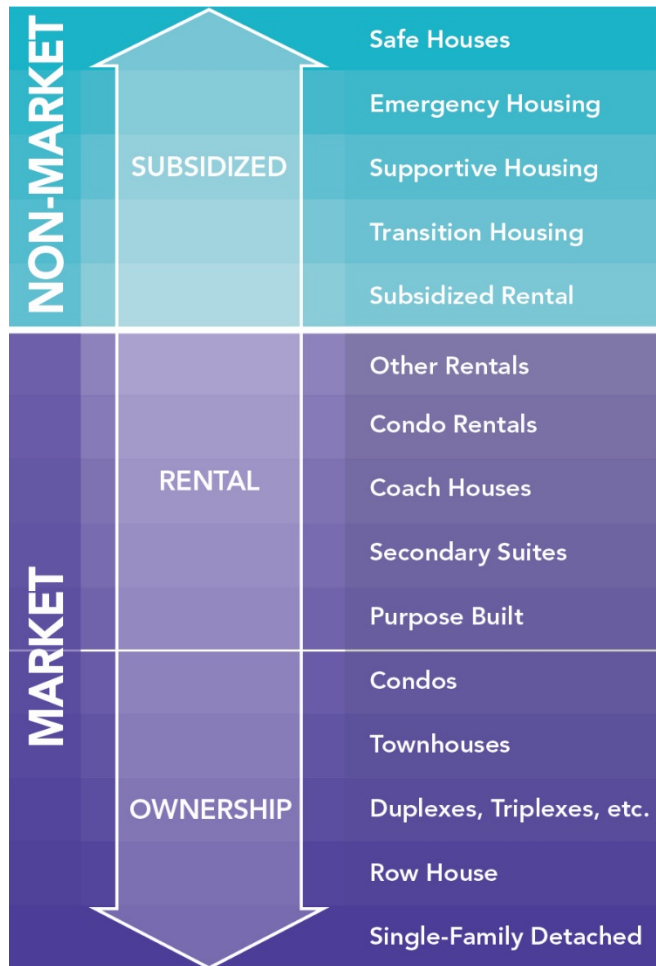 NON-MARKET
SUBSIDIZED
Safe Houses
Emergency Housing
Supportive Housing
Transition Housing
Subsidized Rental
MARKET
RENTAL
Other Rentals
Condo Rentals
Coach Houses
Secondary Suites
Purpose Built
OWNERSHIP
Condos
Townhouses
Duplexes, Triplexes, etc.
Row House
Single-Family Detached